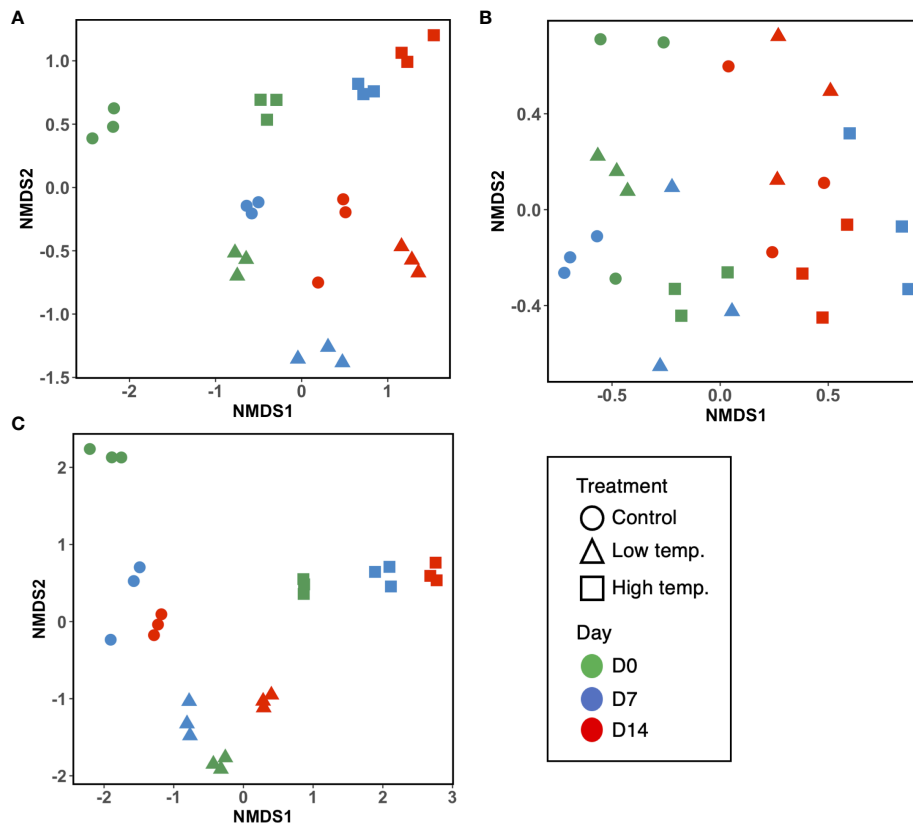 A
1.0
0.5
0.0
-0.5
-1.0
-1.5
NMDS2
-2
-1
0
1
NMDS1
B
0.4
0.0
-0.4
NMDS2
-0.5
0.0
0.5
NMDS1
C
2
1
0
-1
-2
NMDS2
-2
-1
0
1
2
3
NMDS1
Treatment
Control
Low temp.
High temp.
Day
D0
D7
D14